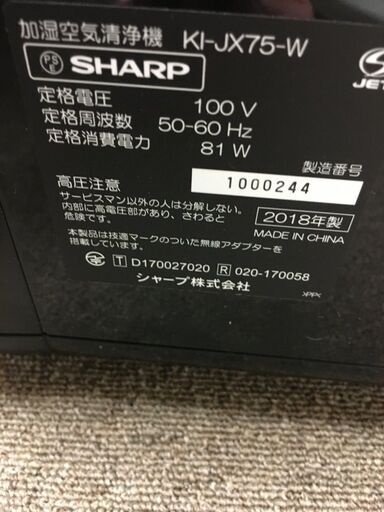 加湿空気清浄機 KI-JX75-W
PS
E
SHARP
JET
定格電圧 100 V
定格周波数 50-60 Hz
定格消費電力 81 W
製造番号
高圧注意
1000244
サービスマン以外の人は分解しない。
内部に高電圧部があり、さわると
危険です。
2018年製
MADE IN CHINA
本製品は技適マークのついた無線アダプターを
搭載しています。
T D170027020 R 020-170058
シャープ株式会社
>PP<